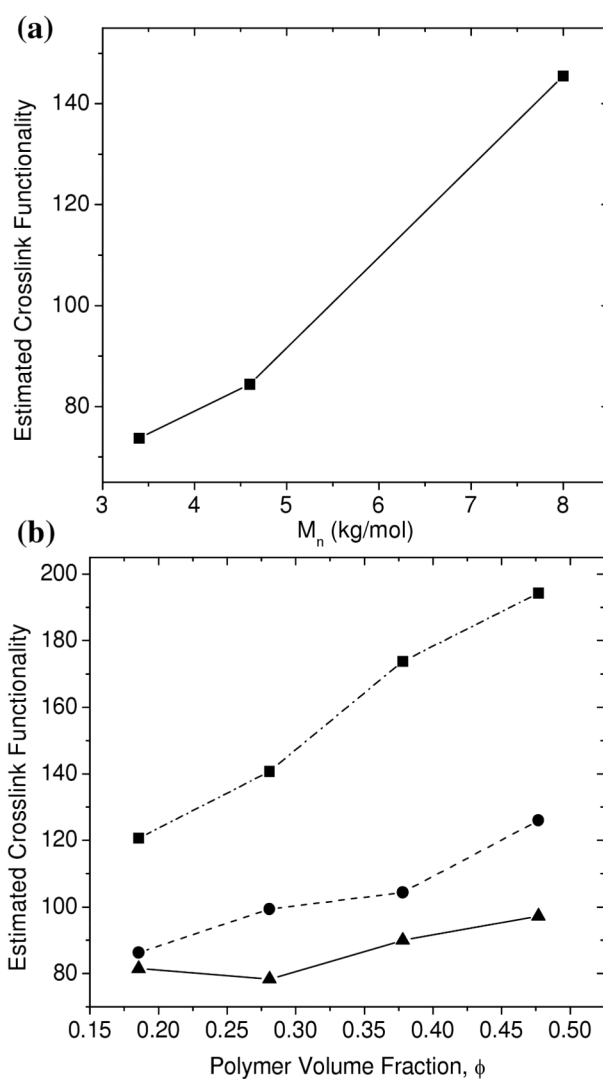 (a)
Estimated Crosslink Functionality
140
120
100
80
3 4 5 6 7 8
Mn (kg/mol)
(b)
Estimated Crosslink Functionality
200
180
160
140
120
100
80
0.15 0.20 0.25 0.30 0.35 0.40 0.45 0.50
Polymer Volume Fraction, ϕ